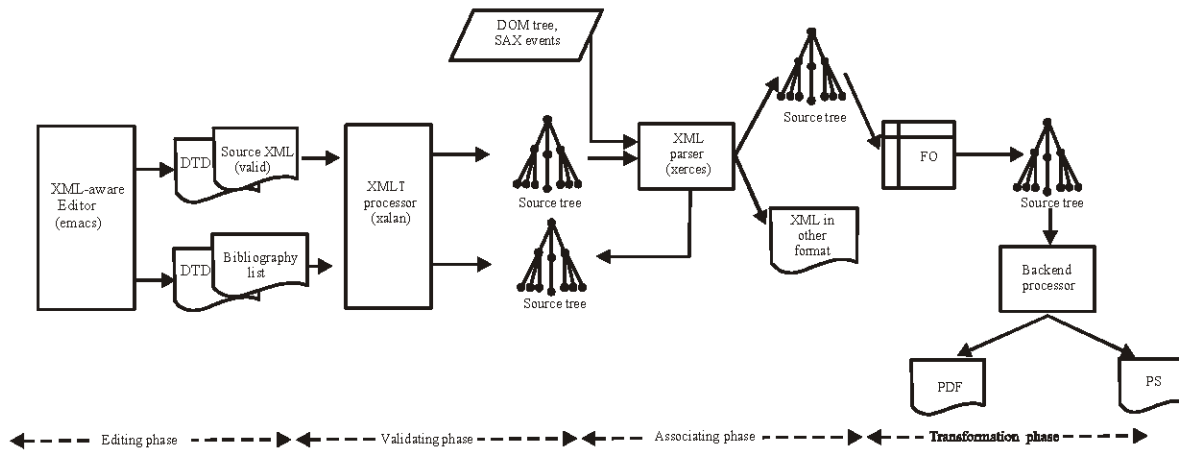 DOM tree,
SAX events
Source tree
XML-aware
Editor
(emacs)
DTD
Source XML
(valid)
XMLT
processor
(xalan)
Source tree
XML
parser
(xerces)
FO
Source tree
DTD
Bibliography
list
Source tree
XML in
other
format
Backend
processor
PDF
PS
Editing phase
Validating phase
Associating phase
Transformation phase